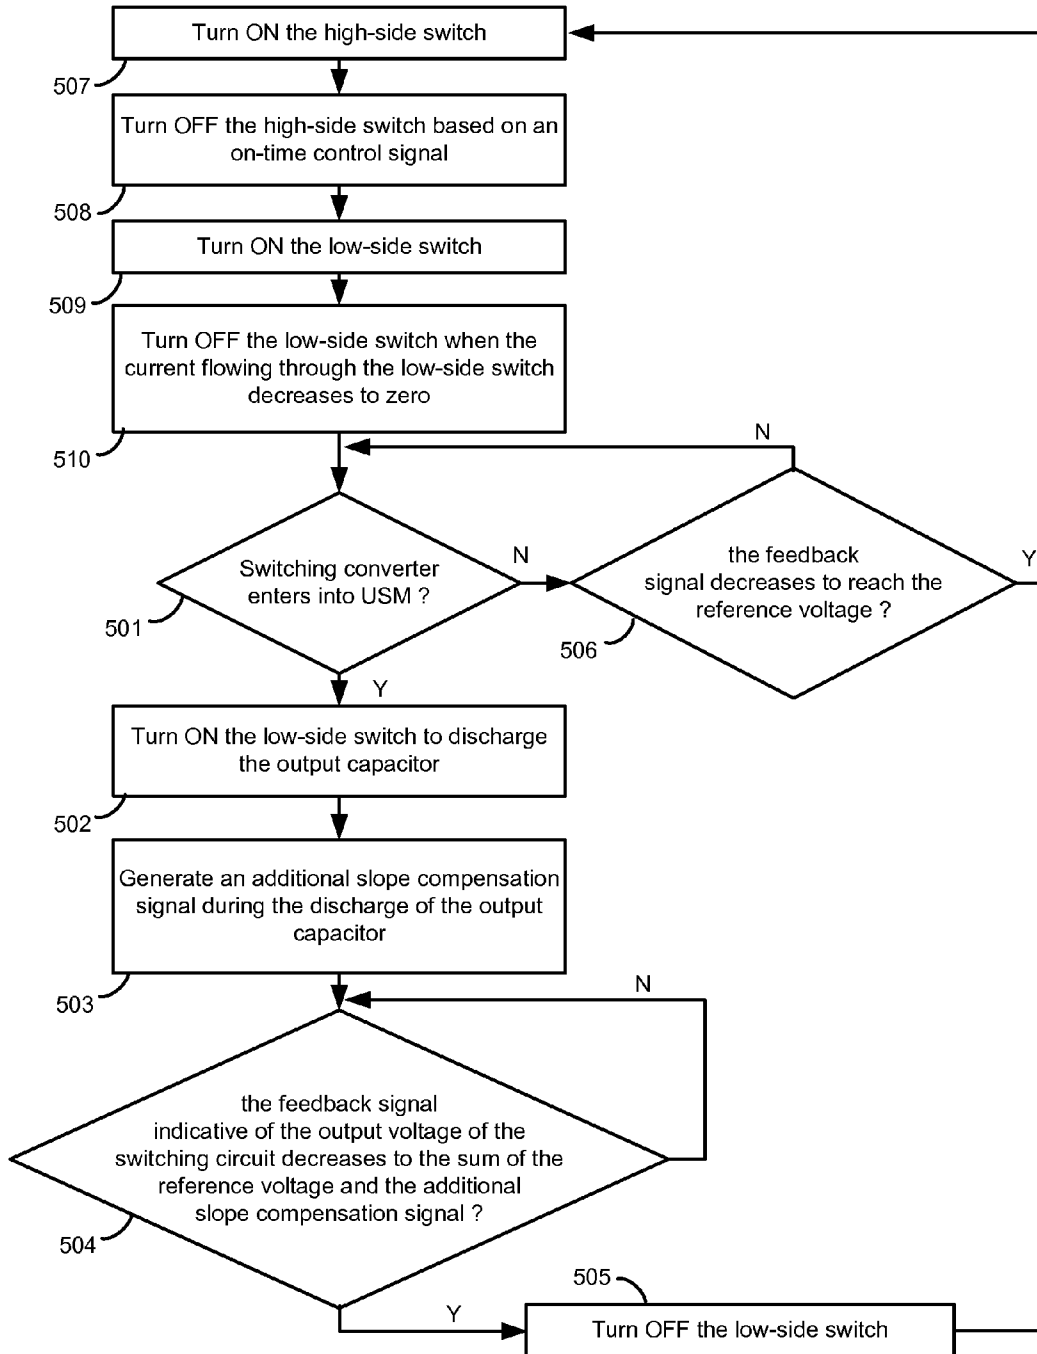 Turn ON the high-side switch
507
Turn OFF the high-side switch based on an
on-time control signal
508
Turn ON the low-side switch
509
Turn OFF the low-side switch when the
current flowing through the low-side switch
decreases to zero
510
N
Switching converter
enters into USM ?
501
N
the feedback
signal decreases to reach the
reference voltage ?
506
Y
Y
Turn ON the low-side switch to discharge
the output capacitor
502
Generate an additional slope compensation
signal during the discharge of the output
capacitor
503
N
the feedback signal
indicative of the output voltage of the
switching circuit decreases to the sum of the
reference voltage and the additional
slope compensation signal ?
504
Y
505
Turn OFF the low-side switch